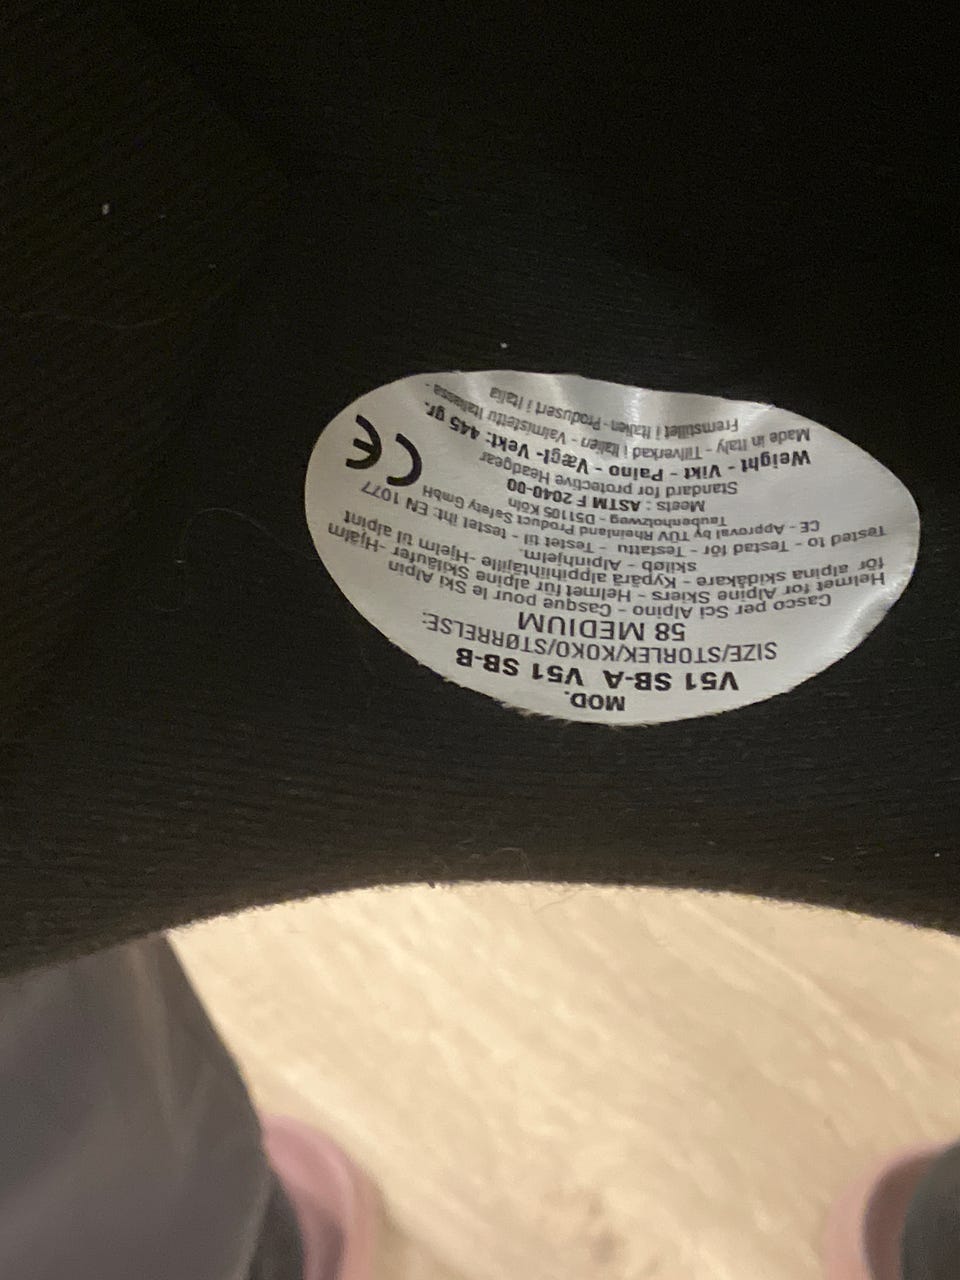 MOD.
V51 SB-A V51 SB-B
SIZE/STORLEK/KOKO/STØRRELSE:
58 MEDIUM
Casco per Sci Alpino - Casque pour le Ski Alpin
Helmet for Alpine Skiers - Helmet für alpine Skiläufer -Hjälm
för alpina skidåkare - Kypärä alppihiihtäjille -Hjelm til alpint
skiløb - Alpinhjelm.
Tested to - Testad för - Testattu - Testet til - testet iht: EN 1077
CE - Approval by TÜV Rheinland Product Safety GmbH
Taubenholzweg - D51105 Köln
Meets : ASTM F 2040-00
Standard for protective Headgear
Weight - Vikt - Paino - Vægt- Vekt: 445 gr.
Made in Italy - Tillverkad i Italien - Valmistettu Italiassa -
Fremstillet i Italien - Produsert i Italia
CE